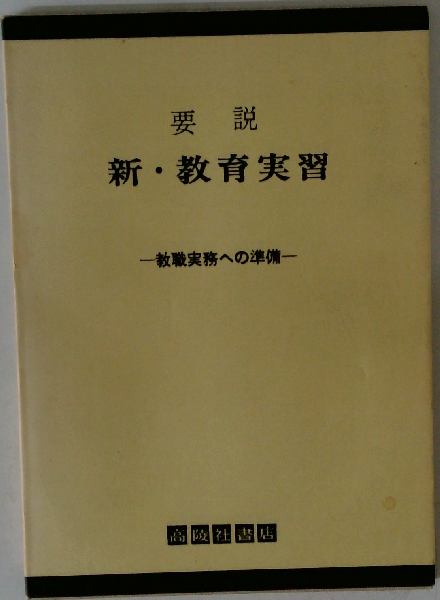 要 説
新・教育実習
―教職実務への準備―
高陵社書店